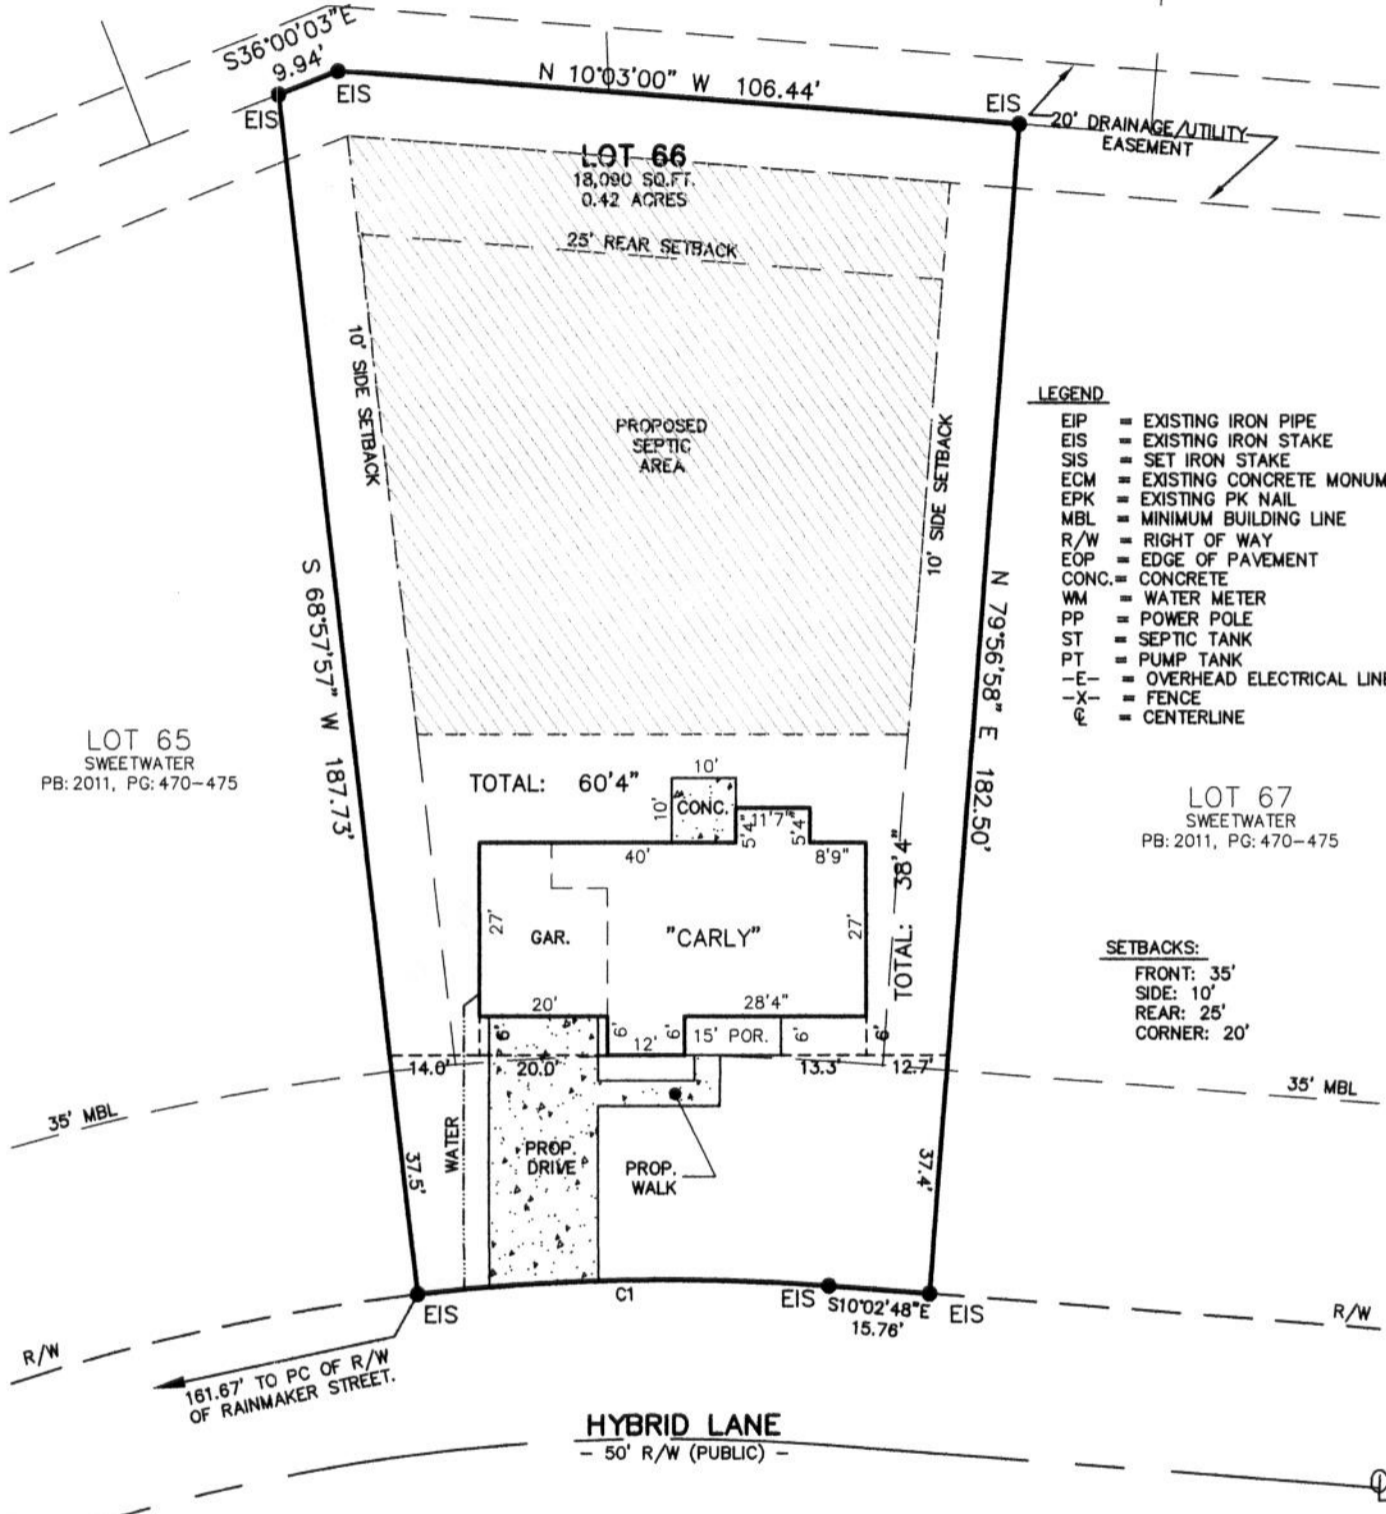 S36°00'03"E
9.94'
EIS
EIS
N 10°03'00" W 106.44'
EIS
20' DRAINAGE/UTILITY
EASEMENT
LOT 66
18,090 SQ.FT.
0.42 ACRES
25' REAR SETBACK
10' SIDE SETBACK
PROPOSED
SEPTIC
AREA
10' SIDE SETBACK
S 68°57'57" W 187.73'
N 79°56'58" E 182.50'
LEGEND
EIP = EXISTING IRON PIPE
EIS = EXISTING IRON STAKE
SIS = SET IRON STAKE
ECM = EXISTING CONCRETE MONUM
EPK = EXISTING PK NAIL
MBL = MINIMUM BUILDING LINE
R/W = RIGHT OF WAY
EOP = EDGE OF PAVEMENT
CONC.= CONCRETE
WM = WATER METER
PP = POWER POLE
ST = SEPTIC TANK
PT = PUMP TANK
-E- = OVERHEAD ELECTRICAL LINE
-X- = FENCE
℄ = CENTERLINE
LOT 65
SWEETWATER
PB: 2011, PG: 470-475
LOT 67
SWEETWATER
PB: 2011, PG: 470-475
SETBACKS:
FRONT: 35'
SIDE: 10'
REAR: 25'
CORNER: 20'
TOTAL: 60'4"
TOTAL: 38'4"
10'
10'
CONC.
5'4"
11'7"
5'4
40'
8'9"
27'
GAR.
"CARLY"
27'
20'
28'4"
6'
6'
12'
6'
15' POR.
6'
6'
14.0'
20.0'
13.3'
12.7'
35' MBL
35' MBL
37.5'
WATER
PROP.
DRIVE
PROP.
WALK
37.4'
EIS
C1
EIS
S10°02'48"E
15.76'
EIS
R/W
R/W
161.67' TO PC OF R/W
OF RAINMAKER STREET.
HYBRID LANE
- 50' R/W (PUBLIC) -
℄